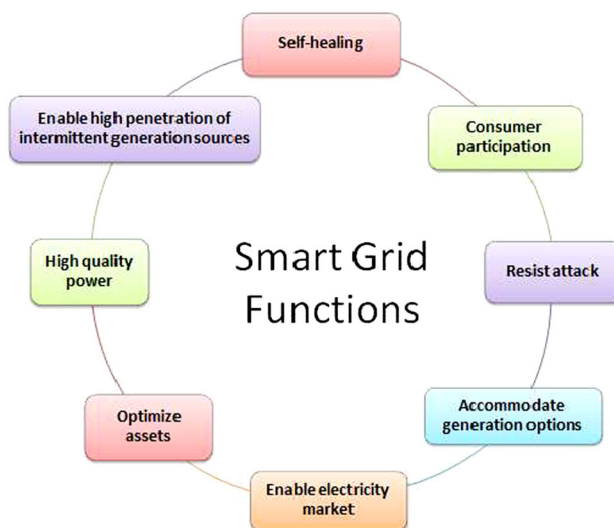 Self-healing
Consumer
participation
Resist attack
Accommodate
generation options
Enable electricity
market
Optimize
assets
High quality
power
Enable high penetration of
intermittent generation sources
Smart Grid
Functions